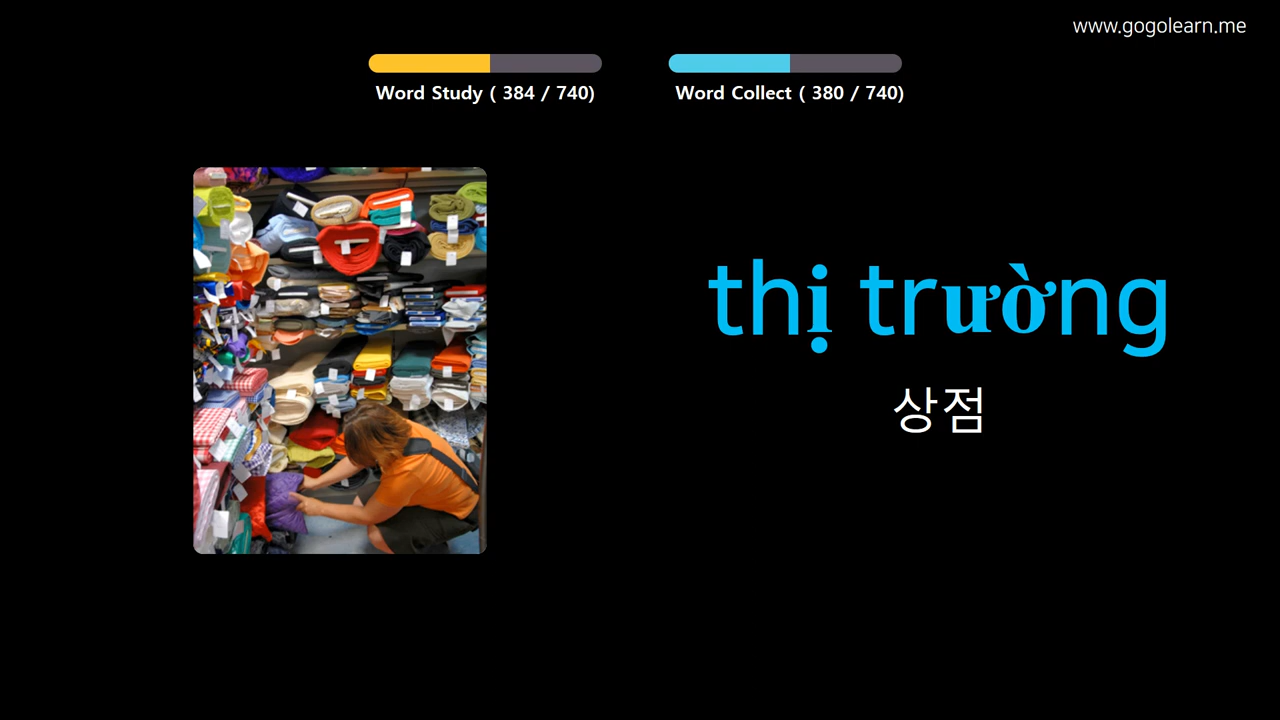 www.gogolearn.me
Word Study ( 384 / 740)
Word Collect ( 380 / 740)
thị trường
상점